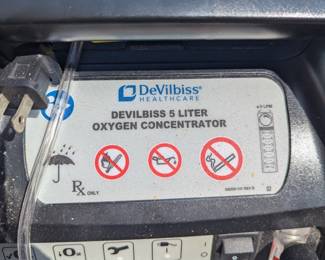 DeVilbiss®
HEALTHCARE
DEVILBISS 5 LITER
OXYGEN CONCENTRATOR
Rx ONLY